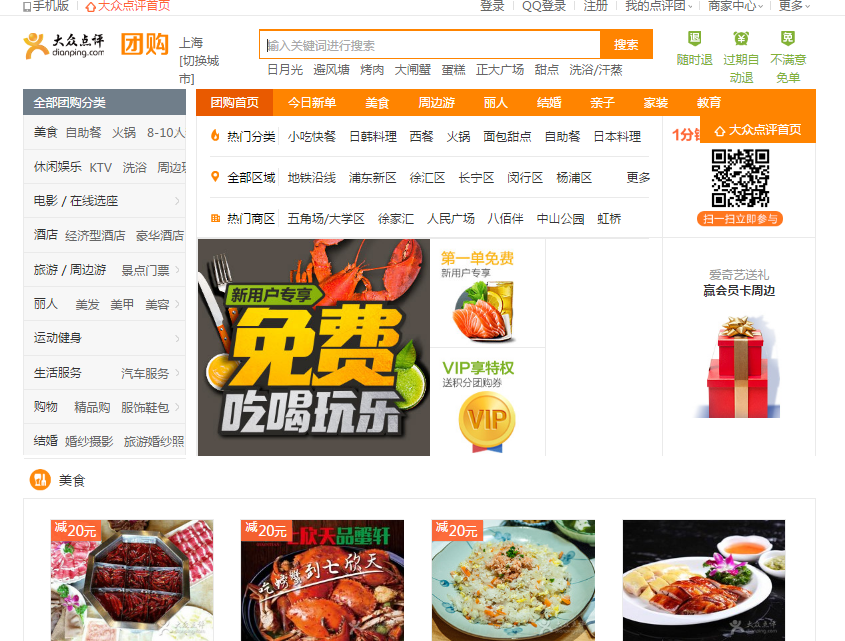 手机版 大众点评首页 登录 QQ登录 注册 我的点评团 商家中心 更多
大众点评 dianping.com 团购 上海 [切换城市]
输入关键词进行搜索 搜索
日月光 避风塘 烤肉 大闸蟹 蛋糕 正大广场 甜点 洗浴/汗蒸
退 随时退 ¥ 过期自动退 免 不满意免单
全部团购分类
团购首页 今日新单 美食 周边游 丽人 结婚 亲子 家装 教育
大众点评首页
美食 自助餐 火锅 8-10人
休闲娱乐 KTV 洗浴 周边
电影 / 在线选座
酒店 经济型酒店 豪华酒店
旅游 / 周边游 景点门票
丽人 美发 美甲 美容
运动健身
生活服务 汽车服务
购物 精品购 服饰鞋包
结婚 婚纱摄影 旅游婚纱照
热门分类 小吃快餐 日韩料理 西餐 火锅 面包甜点 自助餐 日本料理
全部区域 地铁沿线 浦东新区 徐汇区 长宁区 闵行区 杨浦区 更多
热门商区 五角场/大学区 徐家汇 人民广场 八佰伴 中山公园 虹桥
1分
扫一扫立即参与
新用户专享
免费
吃喝玩乐
第一单免费
新用户专享
VIP享特权
送积分团购券
VIP
爱奇艺送礼
赢会员卡周边
美食
减20元
大众点评
减20元
上欣天品蟹轩
吃螃蟹到七欣天
减20元
大众点评
dianping.com